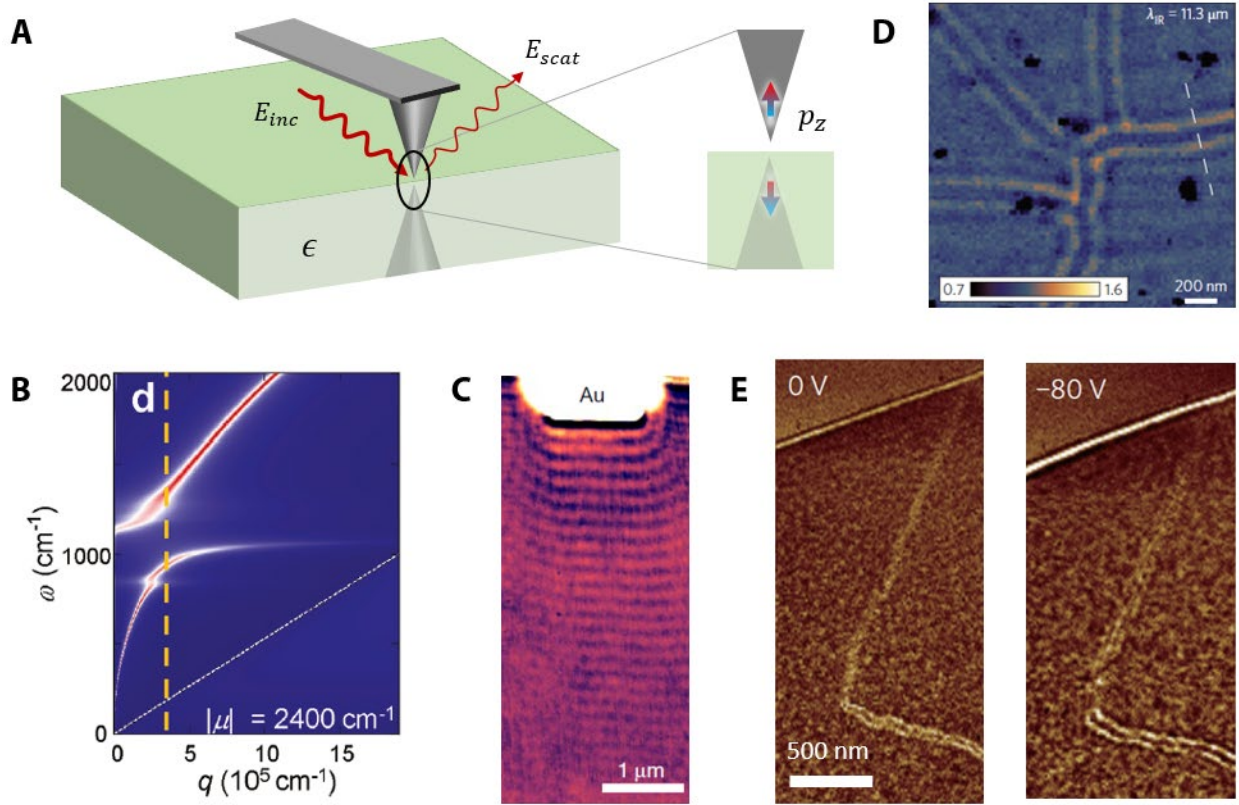 A
E_inc
E_scat
ϵ
p_z
D
λ_IR = 11.3 μm
0.7
1.6
200 nm
B
d
2000
1000
0
ω (cm⁻¹)
0
5
10
15
q (10⁵ cm⁻¹)
|μ| = 2400 cm⁻¹
C
Au
1 μm
E
0 V
500 nm
−80 V